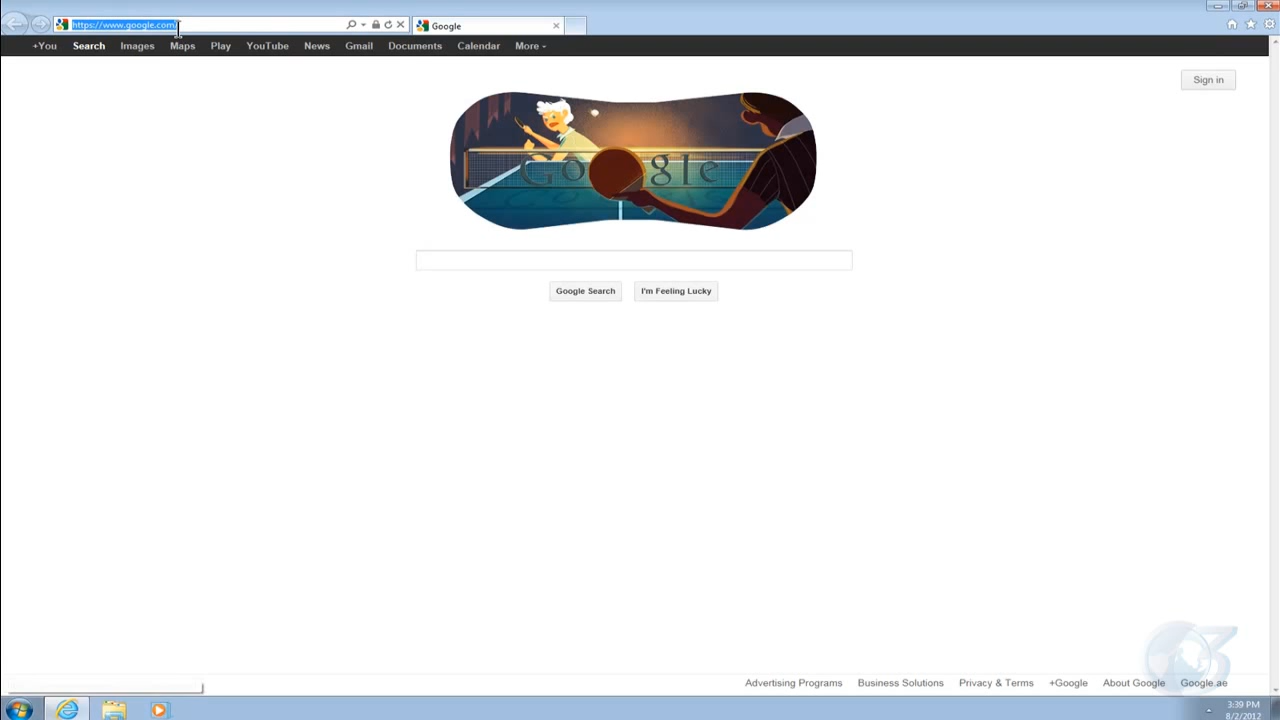 https://www.google.com/
Google
+You Search Images Maps Play YouTube News Gmail Documents Calendar More
Sign in
Google
Google Search I'm Feeling Lucky
Advertising Programs Business Solutions Privacy & Terms +Google About Google Google.ae
3:39 PM
8/2/2012